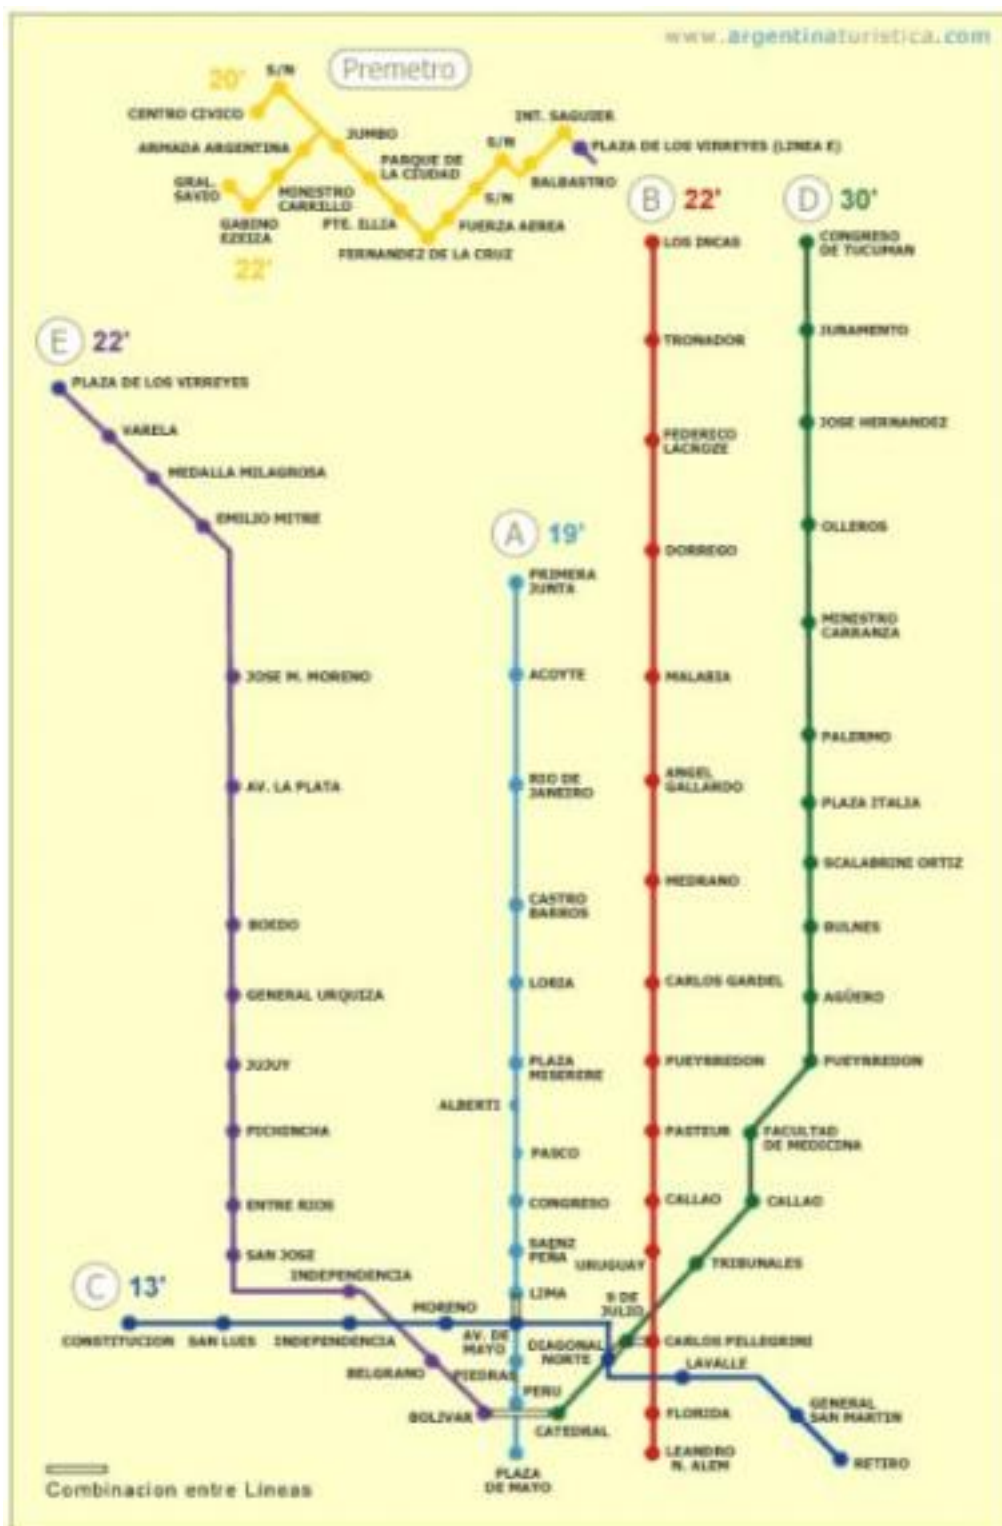 www.argentinaturistica.com
Premetro
20'
S/N
CENTRO CIVICO
JUMBO
ARMADA ARGENTINA
PARQUE DE
LA CIUDAD
GRAL.
SAVIO
MINISTRO
CARRILLO
GABINO
EZEIZA
22'
PTE. ILLIA
FERNANDEZ DE LA CRUZ
FUERZA AEREA
S/N
S/N
BALBASTRO
INT. SAGUIER
PLAZA DE LOS VIRREYES (LINEA E)
E 22'
PLAZA DE LOS VIRREYES
VARELA
MEDALLA MILAGROSA
EMILIO MITRE
JOSE M. MORENO
AV. LA PLATA
BOEDO
GENERAL URQUIZA
JUJUY
PICHINCHA
ENTRE RIOS
SAN JOSE
INDEPENDENCIA
BELGRANO
BOLIVAR
A 19'
PRIMERA
JUNTA
ACOYTE
RIO DE
JANEIRO
CASTRO
BARROS
LORIA
PLAZA
MISERERE
ALBERTI
PASCO
CONGRESO
SAENZ
PEÑA
LIMA
PIEDRAS
PERU
PLAZA
DE MAYO
B 22'
LOS INCAS
TRONADOR
FEDERICO
LACROZE
DORREGO
MALABIA
ANGEL
GALLARDO
MEDRANO
CARLOS GARDEL
PUEYRREDON
PASTEUR
CALLAO
URUGUAY
CARLOS PELLEGRINI
FLORIDA
LEANDRO
N. ALEM
D 30'
CONGRESO
DE TUCUMAN
JURAMENTO
JOSE HERNANDEZ
OLLEROS
MINISTRO
CARRANZA
PALERMO
PLAZA ITALIA
SCALABRINI ORTIZ
BULNES
AGÜERO
PUEYRREDON
FACULTAD
DE MEDICINA
CALLAO
TRIBUNALES
9 DE
JULIO
CATEDRAL
C 13'
CONSTITUCION
SAN LUIS
INDEPENDENCIA
MORENO
AV. DE
MAYO
DIAGONAL
NORTE
LAVALLE
GENERAL
SAN MARTIN
RETIRO
Combinacion entre Lineas